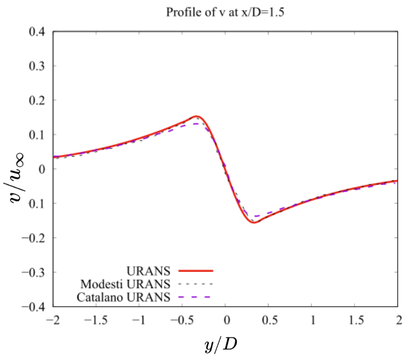 Profile of v at x/D=1.5
0.4
0.3
0.2
0.1
0
−0.1
−0.2
−0.3
−0.4
v/u∞
URANS
Modesti URANS
Catalano URANS
−2 −1.5 −1 −0.5 0 0.5 1 1.5 2
y/D